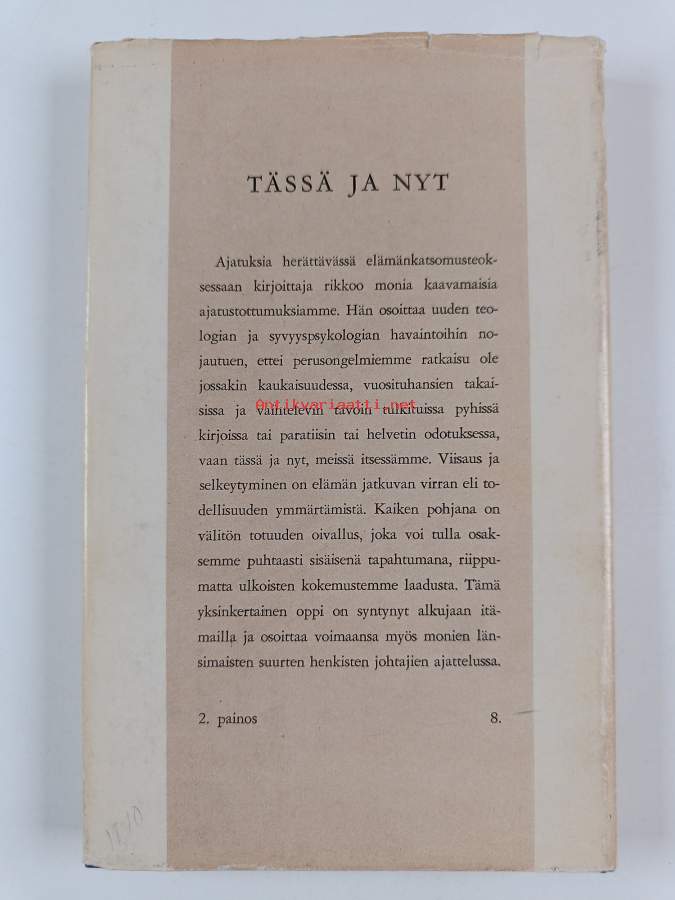 TÄSSÄ JA NYT
Ajatuksia herättävässä elämänkatsomusteok-
sessaan kirjoittaja rikkoo monia kaavamaisia
ajatustottumuksiamme. Hän osoittaa uuden teo-
logian ja syvyyspsykologian havaintoihin no-
jautuen, ettei perusongelmiemme ratkaisu ole
jossakin kaukaisuudessa, vuosituhansien takai-
sissa ja vaihtelevin tavoin tulkituissa pyhissä
Antikvariaatti.net
kirjoissa tai paratiisin tai helvetin odotuksessa,
vaan tässä ja nyt, meissä itsessämme. Viisaus ja
selkeytyminen on elämän jatkuvan virran eli to-
dellisuuden ymmärtämistä. Kaiken pohjana on
välitön totuuden oivallus, joka voi tulla osak-
semme puhtaasti sisäisenä tapahtumana, riippu-
matta ulkoisten kokemustemme laadusta. Tämä
yksinkertainen oppi on syntynyt alkujaan itä-
mailla ja osoittaa voimaansa myös monien län-
simaisten suurten henkisten johtajien ajattelussa.
2. painos 8.